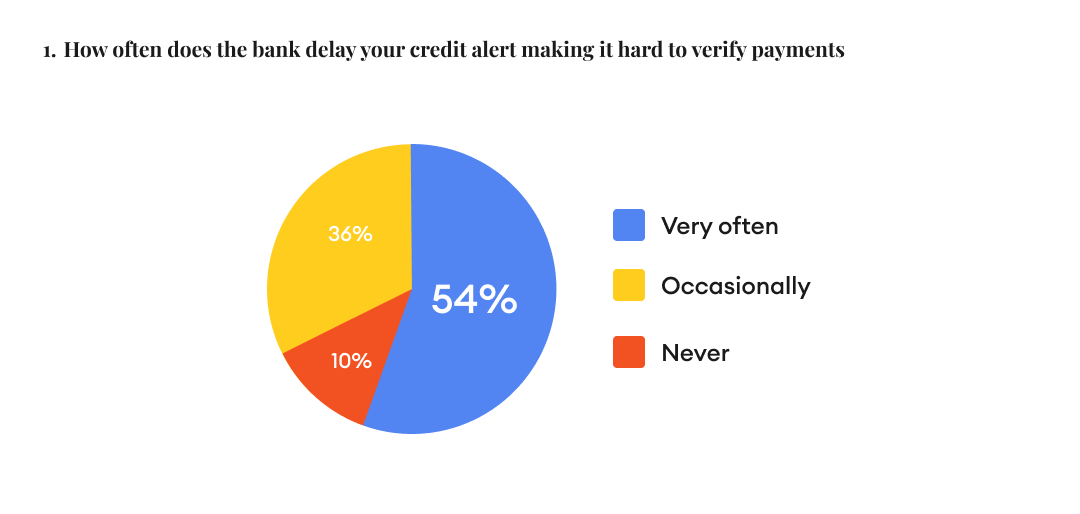 1. How often does the bank delay your credit alert making it hard to verify payments
36%
54%
10%
Very often
Occasionally
Never